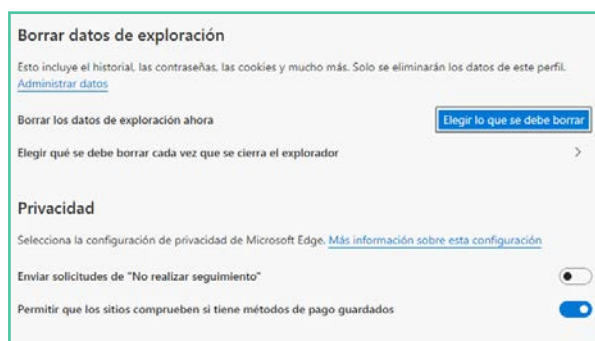 Borrar datos de exploración
Esto incluye el historial, las contraseñas, las cookies y mucho más. Solo se eliminarán los datos de este perfil.
Administrar datos
Borrar los datos de exploración ahora
Elegir lo que se debe borrar
Elegir qué se debe borrar cada vez que se cierra el explorador
Privacidad
Selecciona la configuración de privacidad de Microsoft Edge. Más información sobre esta configuración
Enviar solicitudes de "No realizar seguimiento"
Permitir que los sitios comprueben si tiene métodos de pago guardados